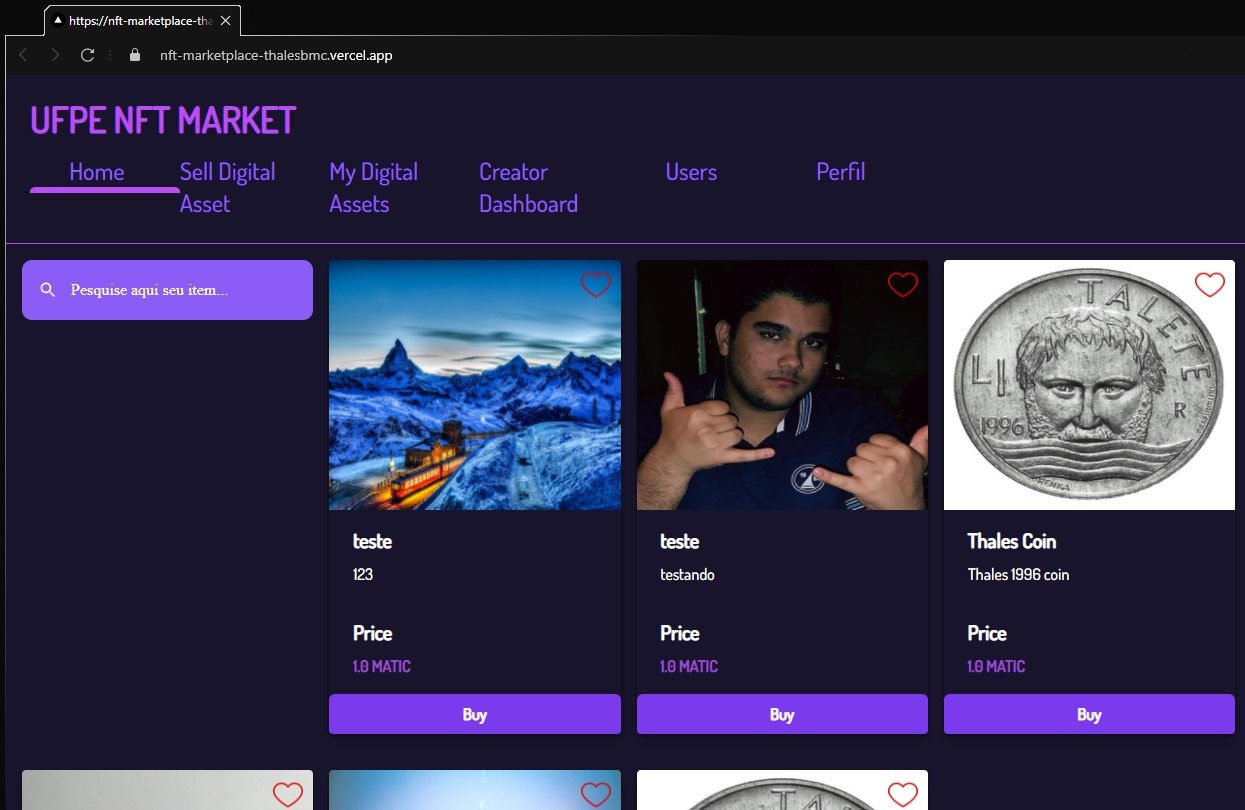 https://nft-marketplace-tha
nft-marketplace-thalesbmc.vercel.app
UFPE NFT MARKET
Home
Sell Digital
Asset
My Digital
Assets
Creator
Dashboard
Users
Perfil
Pesquise aqui seu item...
TALETE
LI
1996
R
teste
123
Price
1.0 MATIC
Buy
teste
testando
Price
1.0 MATIC
Buy
Thales Coin
Thales 1996 coin
Price
1.0 MATIC
Buy
TALE